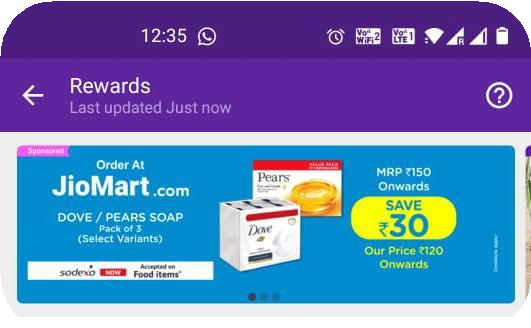 12:35
Vo)) WiFi 2
Vo)) LTE 1
R
Rewards
Last updated Just now
Sponsored
Order At
JioMart.com
DOVE / PEARS SOAP
Pack of 3
(Select Variants)
sodexo NOW Accepted on Food items*
VALUE PACK
Pears
Dove
MRP ₹150
Onwards
SAVE
₹30
Our Price ₹120
Onwards
Conditions Apply*